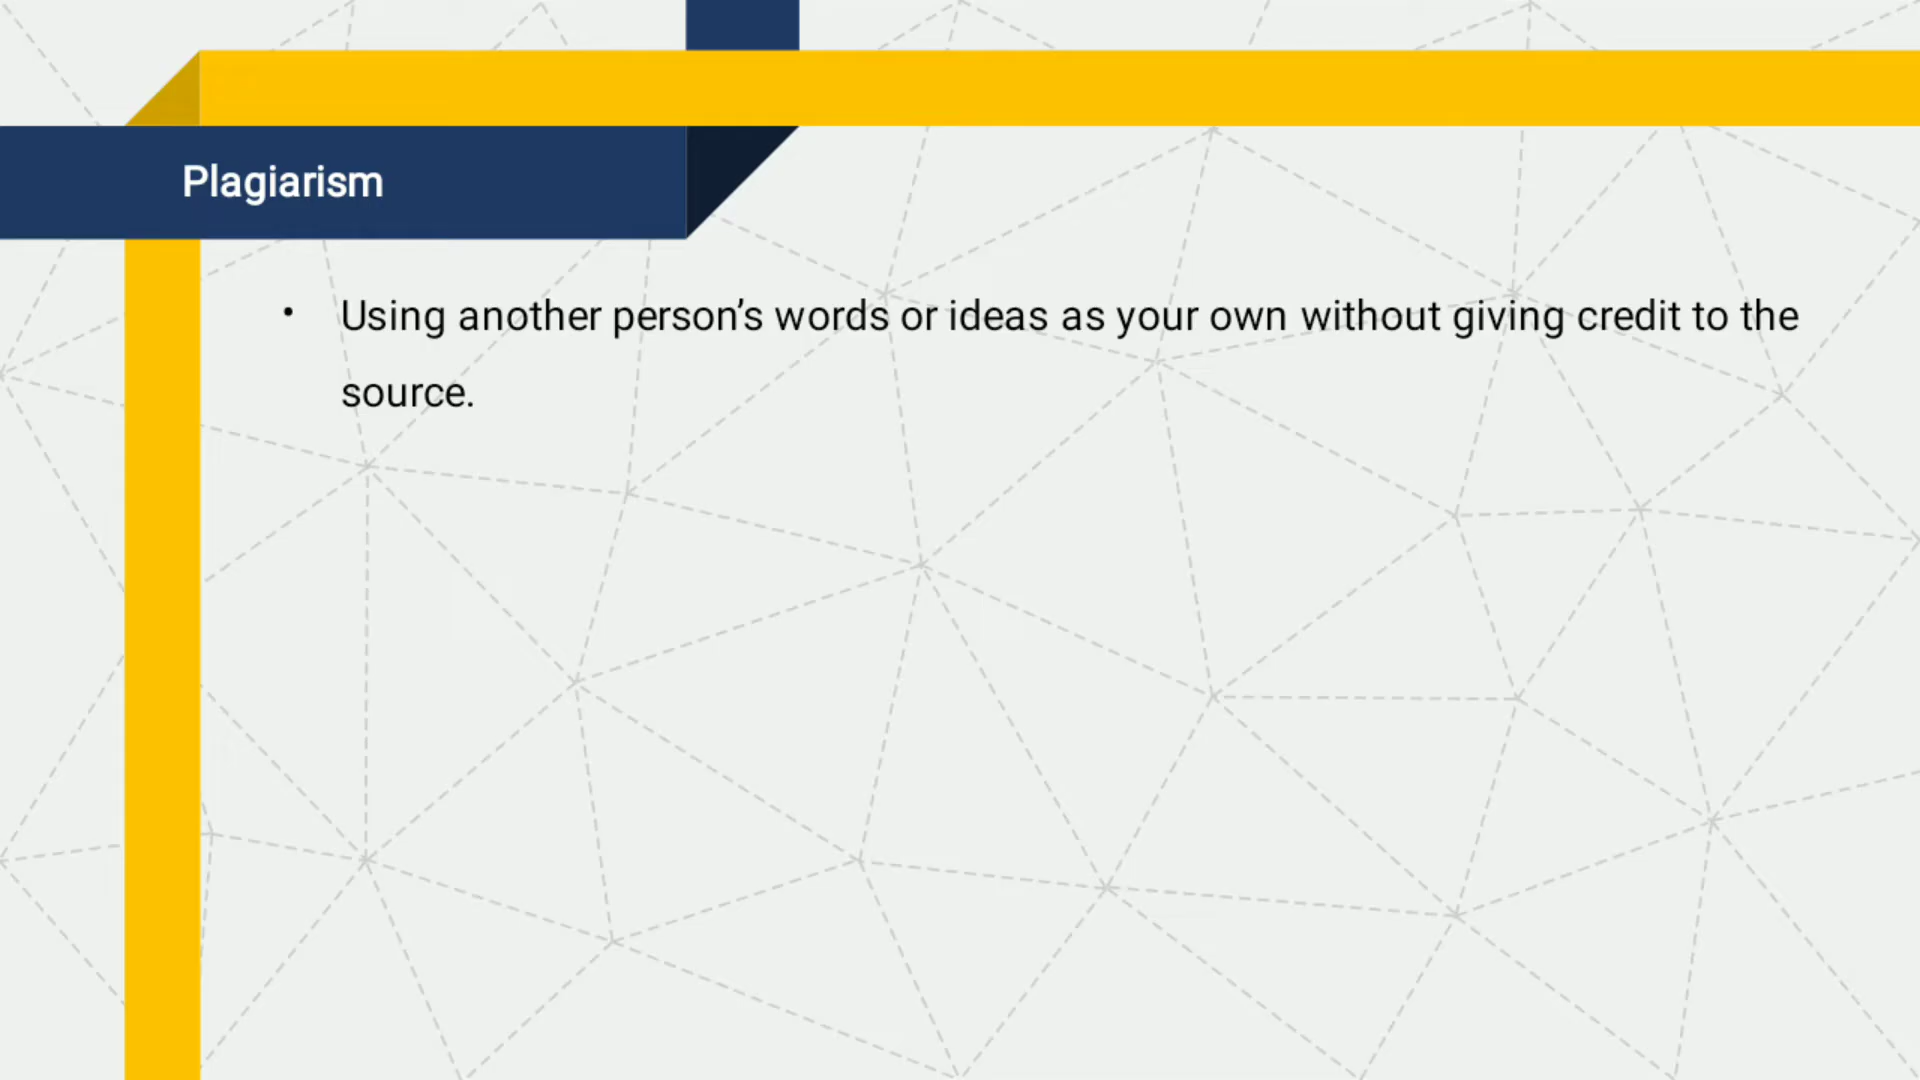 Plagiarism
• Using another person’s words or ideas as your own without giving credit to the
source.